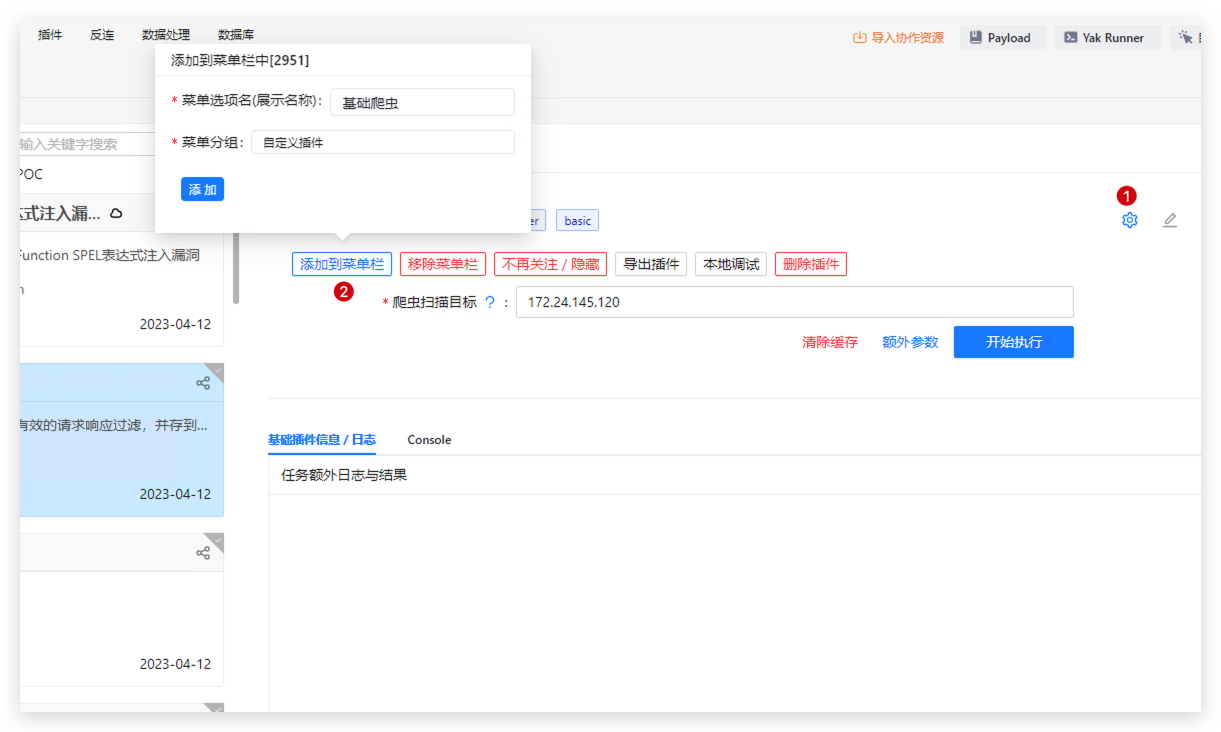 插件 反连 数据处理 数据库 导入协作资源 Payload Yak Runner
添加到菜单栏中[2951]
* 菜单选项名(展示名称)： 基础爬虫
* 菜单分组： 自定义插件
添 加
输入关键字搜索
POC
式注入漏...
basic
1
Function SPEL表达式注入漏洞
2023-04-12
添加到菜单栏 移除菜单栏 不再关注 / 隐藏 导出插件 本地调试 删除插件
2
* 爬虫扫描目标 ? : 172.24.145.120
清除缓存 额外参数 开始执行
有效的请求响应过滤，并存到...
2023-04-12
基础插件信息 / 日志 Console
任务额外日志与结果
2023-04-12